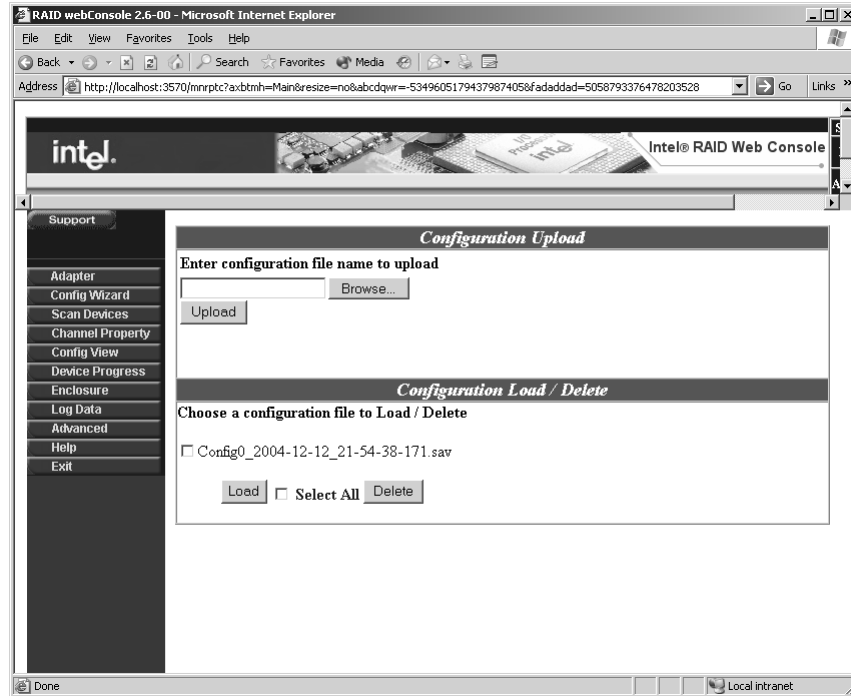 RAID webConsole 2.6-00 - Microsoft Internet Explorer
File Edit View Favorites Tools Help
Back Search Favorites Media
Address http://localhost:3570/mnrptc?axbtmh=Main&resize=no&abcdqwr=-5349605179437987405&fadaddad=5058793376478203528 Go Links »
intel.
I/O Processor
intel
Intel® RAID Web Console
S
A
Support
Adapter
Config Wizard
Scan Devices
Channel Property
Config View
Device Progress
Enclosure
Log Data
Advanced
Help
Exit
Configuration Upload
Enter configuration file name to upload
Browse...
Upload
Configuration Load / Delete
Choose a configuration file to Load / Delete
Config0_2004-12-12_21-54-38-171.sav
Load Select All Delete
Done Local intranet